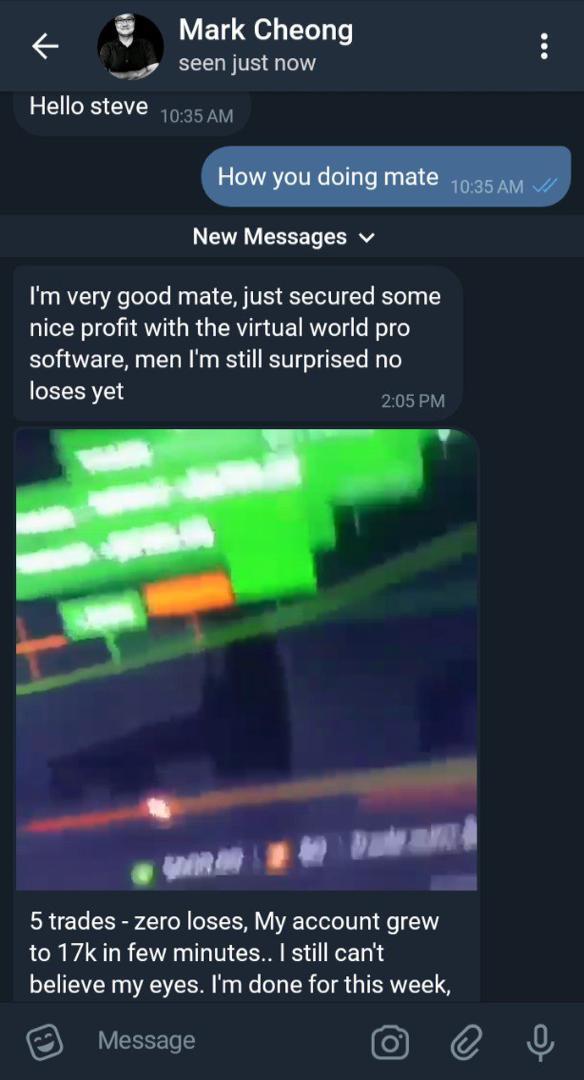 Mark Cheong
seen just now
Hello steve 10:35 AM
How you doing mate 10:35 AM
New Messages
I'm very good mate, just secured some
nice profit with the virtual world pro
software, men I'm still surprised no
loses yet
2:05 PM
5 trades - zero loses, My account grew
to 17k in few minutes.. I still can't
believe my eyes. I'm done for this week,
Message